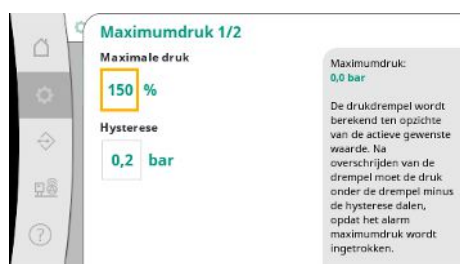 Maximumdruk 1/2
Maximale druk
150 %
Hysterese
0,2 bar
Maximumdruk:
0,0 bar
De drukdrempel wordt
berekend ten opzichte
van de actieve gewenste
waarde. Na
overschrijden van de
drempel moet de druk
onder de drempel minus
de hysterese dalen,
opdat het alarm
maximumdruk wordt
ingetrokken.